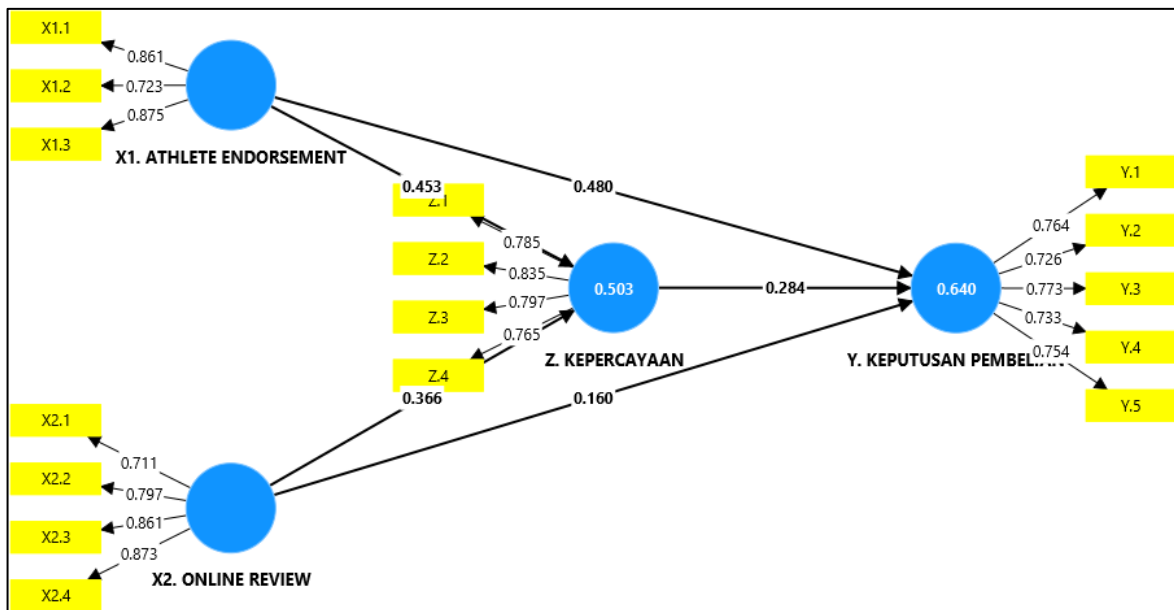 X1.1
0.861
X1.2
0.723
X1.3
0.875
X1. ATHLETE ENDORSEMENT
0.453
0.480
Z.1
0.785
Z.2
0.835
Z.3
0.797
Z.4
0.765
0.503
Z. KEPERCAYAAN
0.284
0.366
0.160
0.640
Y. KEPUTUSAN PEMBELIAN
Y.1
0.764
Y.2
0.726
Y.3
0.773
Y.4
0.733
Y.5
0.754
X2.1
0.711
X2.2
0.797
X2.3
0.861
X2.4
0.873
X2. ONLINE REVIEW